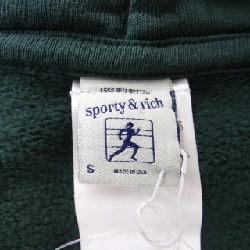 sporty & rich
S
MADE IN USA